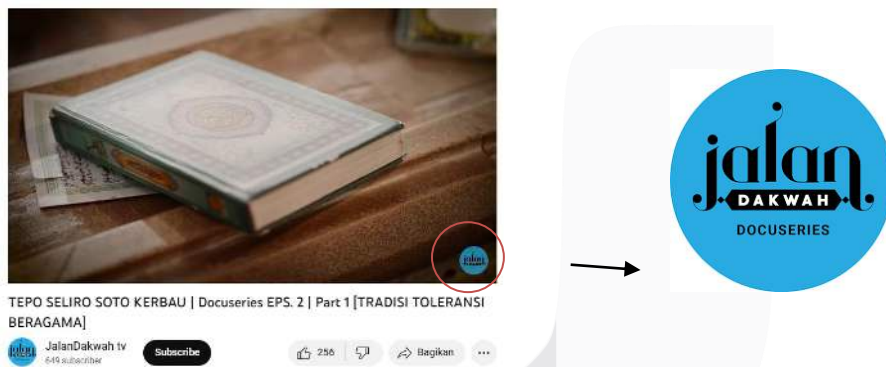 TEPO SELIRO SOTO KERBAU | Docuseries EPS. 2 | Part 1 [TRADISI TOLERANSI
BERAGAMA]
JalanDakwah tv
649 subscriber
Subscribe
256
Bagikan
jalan
DAKWAH
DOCUSERIES